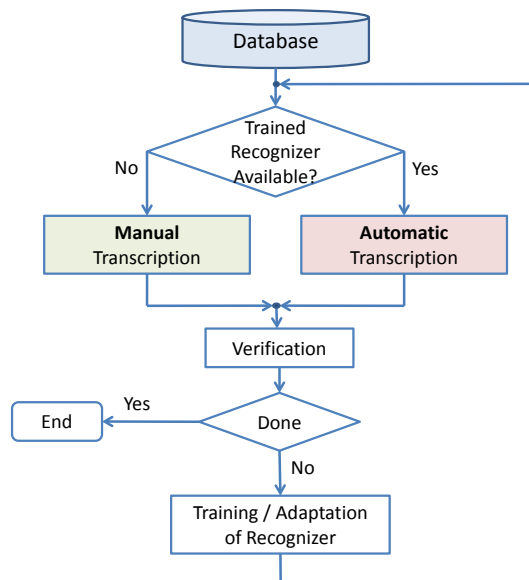 Database
Trained
Recognizer
Available?
No
Yes
Manual
Transcription
Automatic
Transcription
Verification
Yes
End
Done
No
Training / Adaptation
of Recognizer